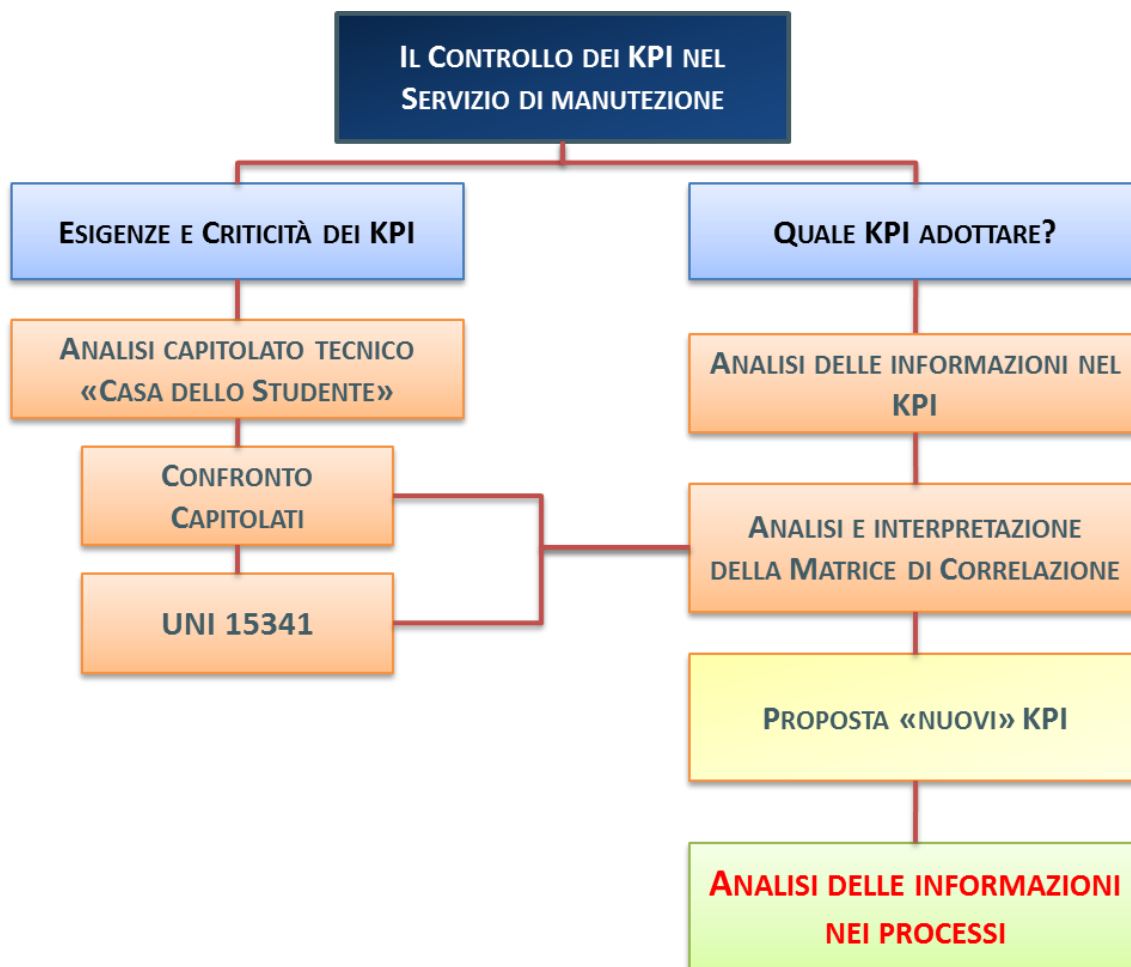 Il Controlo dei KPI nel
Servizio di manutezione
Esigenze e Criticità dei KPI
Analisi capitolato tecnico
«Casa dello Studente»
Confronto
Capitolati
UNI 15341
Quale KPI adottare?
Analisi delle informazioni nel
KPI
Analisi e interpretazione
della Matrice di Correlazione
Proposta «nuovi» KPI
Analisi delle informazioni
nei processi